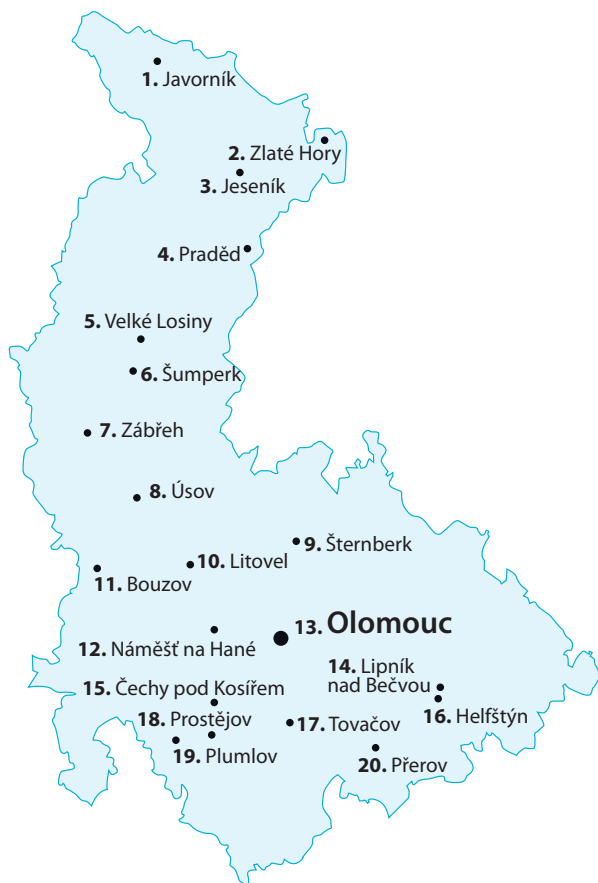 1. Javorník
2. Zlaté Hory
3. Jeseník
4. Praděd
5. Velké Losiny
6. Šumperk
7. Zábřeh
8. Úsov
9. Šternberk
10. Litovel
11. Bouzov
13. Olomouc
12. Náměšť na Hané
14. Lipník
nad Bečvou
15. Čechy pod Kosířem
16. Helfštýn
18. Prostějov
17. Tovačov
19. Plumlov
20. Přerov